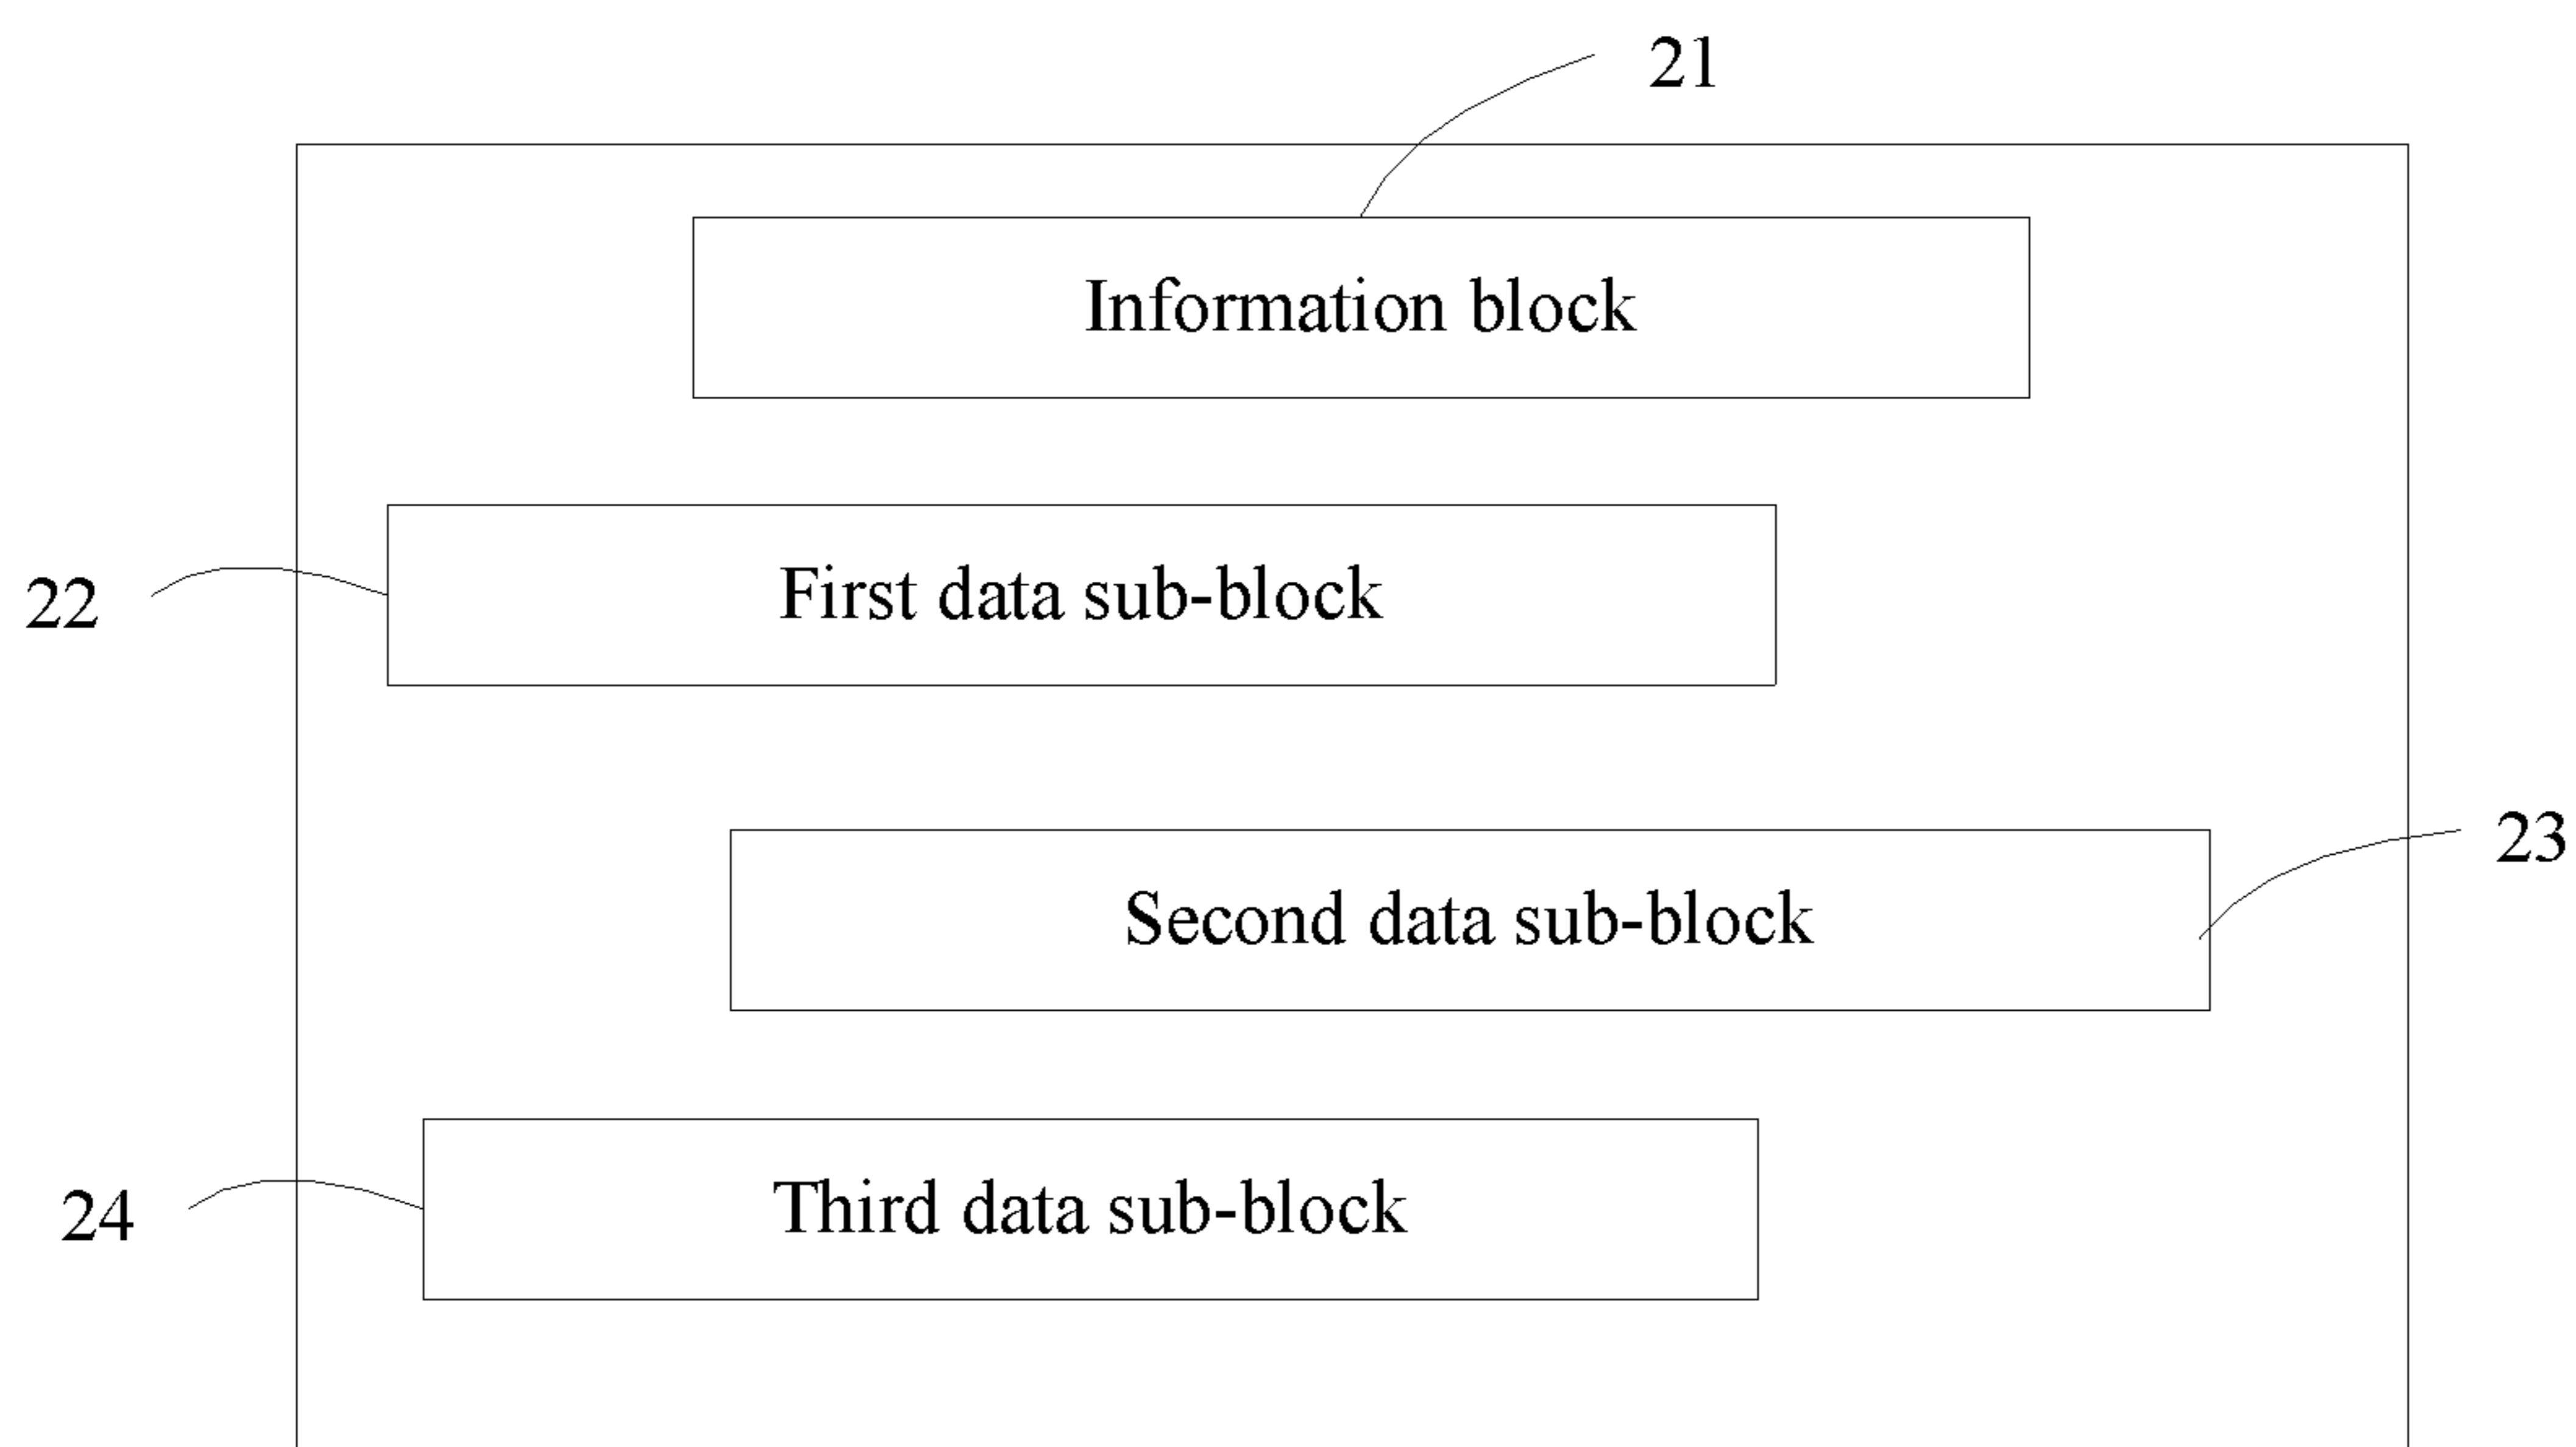 21
Information block
22
First data sub-block
23
Second data sub-block
24
Third data sub-block